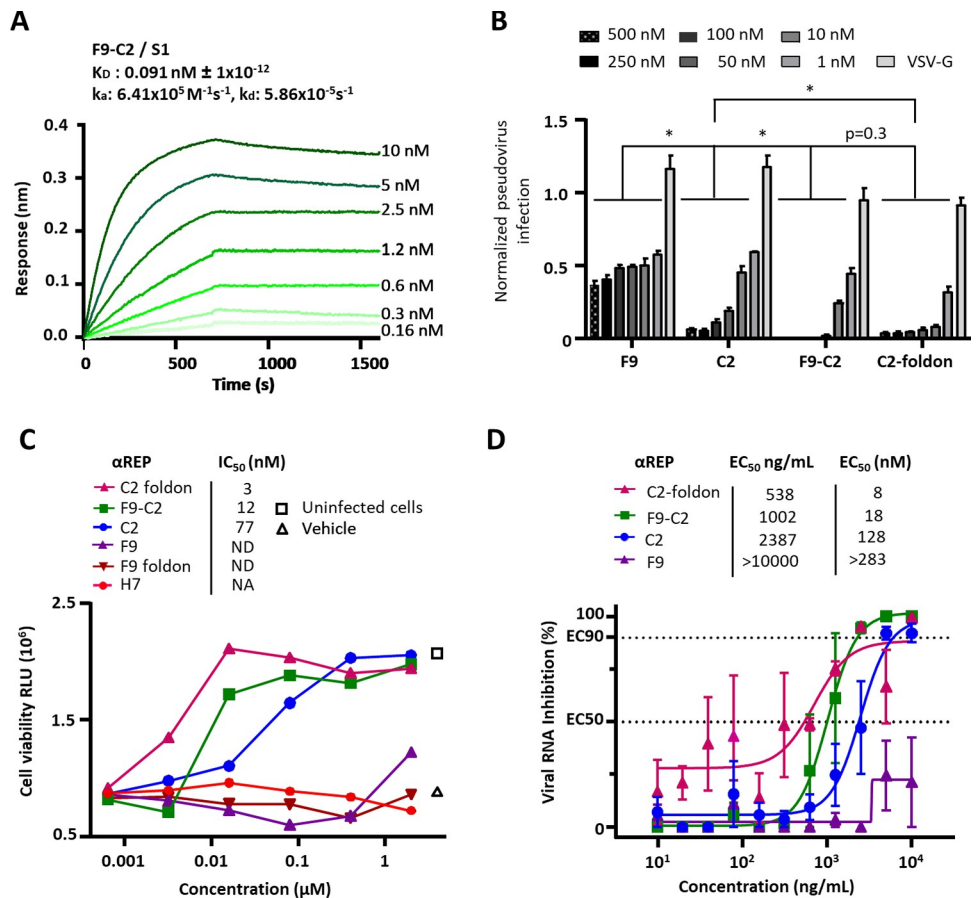 A
F9-C2 / S1
KD : 0.091 nM ± 1x10⁻¹²
ka: 6.41x10⁵ M⁻¹s⁻¹, kd: 5.86x10⁻⁵s⁻¹
Response (nm)
0.4
0.3
0.2
0.1
0.0
10 nM
5 nM
2.5 nM
1.2 nM
0.6 nM
0.3 nM
0.16 nM
0 500 1000 1500
Time (s)
B
500 nM 100 nM 10 nM
250 nM 50 nM 1 nM VSV-G
*
* * p=0.3
Normalized pseudovirus
infection
1.5
1.0
0.5
0
F9 C2 F9-C2 C2-foldon
C
αREP IC₅₀ (nM)
C2 foldon 3
F9-C2 12
C2 77
F9 ND
F9 foldon ND
H7 NA
Uninfected cells
Vehicle
Cell viability RLU (10⁶)
2.5
1.5
0.5
0.001 0.01 0.1 1
Concentration (µM)
D
αREP EC₅₀ ng/mL EC₅₀ (nM)
C2-foldon 538 8
F9-C2 1002 18
C2 2387 128
F9 >10000 >283
Viral RNA Inhibition (%)
100
EC90
EC50
0
10¹ 10² 10³ 10⁴
Concentration (ng/mL)